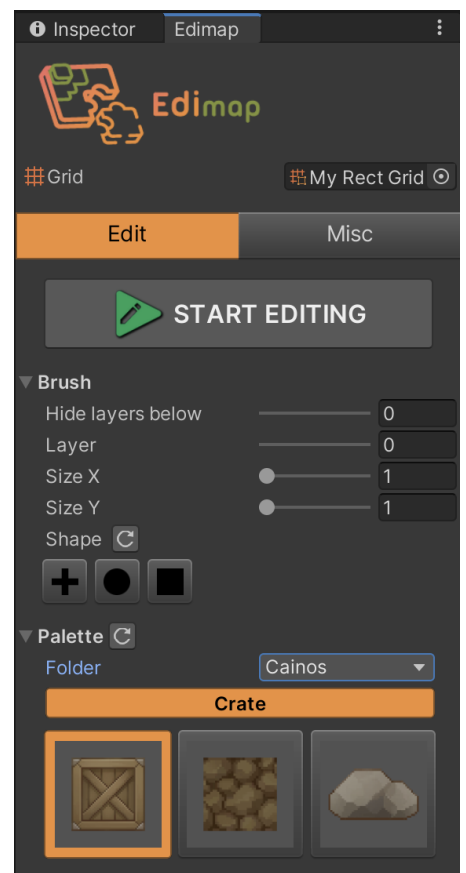 Inspector
Edimap
Edimap
Grid
My Rect Grid
Edit
Misc
START EDITING
Brush
Hide layers below
0
Layer
0
Size X
1
Size Y
1
Shape
Palette
Folder
Cainos
Crate